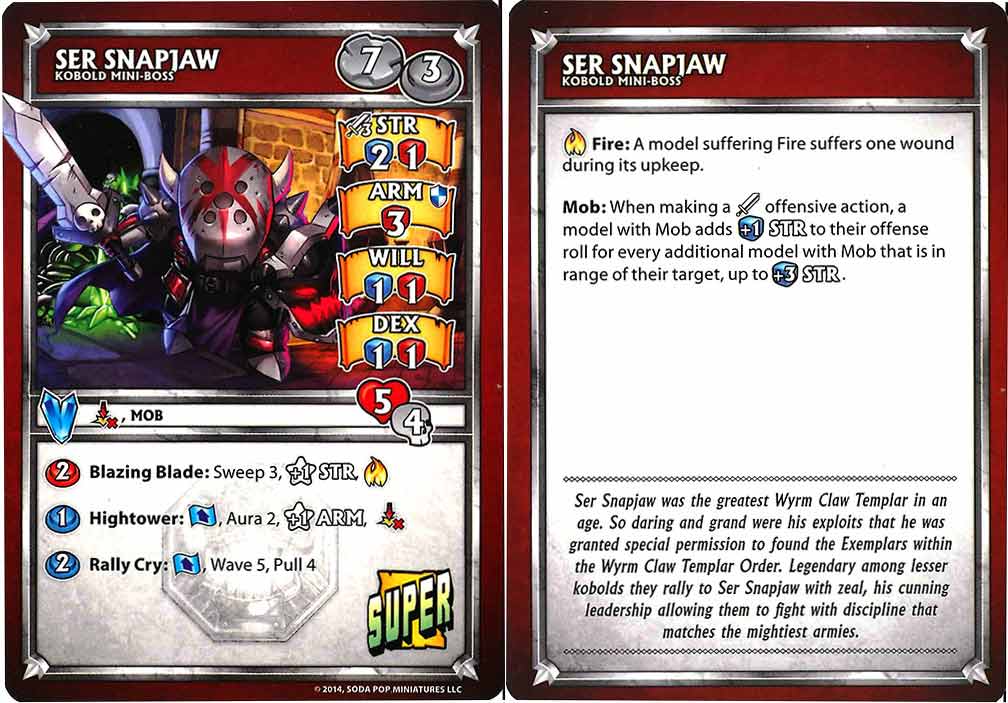 SER SNAPJAW
KOBOLD MINI-BOSS
7
3
3 STR
2 1
ARM
3
WILL
1 1
DEX
1 1
5
4
, MOB
2 Blazing Blade: Sweep 3, +1 STR,
1 Hightower: , Aura 2, +1 ARM,
2 Rally Cry: , Wave 5, Pull 4
SUPER
© 2014, SODA POP MINIATURES LLC
SER SNAPJAW
KOBOLD MINI-BOSS
Fire: A model suffering Fire suffers one wound
during its upkeep.
Mob: When making a offensive action, a
model with Mob adds +1 STR to their offense
roll for every additional model with Mob that is in
range of their target, up to +3 STR.
Ser Snapjaw was the greatest Wyrm Claw Templar in an
age. So daring and grand were his exploits that he was
granted special permission to found the Exemplars within
the Wyrm Claw Templar Order. Legendary among lesser
kobolds they rally to Ser Snapjaw with zeal, his cunning
leadership allowing them to fight with discipline that
matches the mightiest armies.